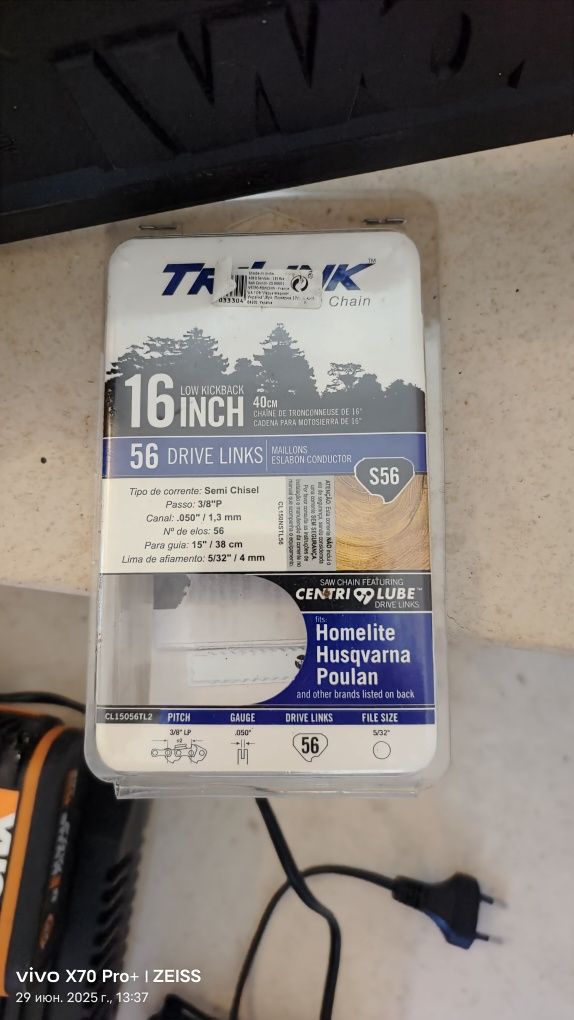 Chain
033304
16 INCH
LOW KICKBACK
40CM
CHAÎNE DE TRONCONNEUSE DE 16"
CADENA PARA MOTOSIERRA DE 16"
56 DRIVE LINKS
MAILLONS
ESLABON CONDUCTOR
S56
Tipo de corrente: Semi Chisel
Passo: 3/8"P
Canal: .050" / 1,3 mm
Nº de elos: 56
Para guia: 15" / 38 cm
Lima de afiamento: 5/32" / 4 mm
SAW CHAIN FEATURING
CENTRI LUBE™
DRIVE LINKS
fits:
Homelite
Husqvarna
Poulan
and other brands listed on back
CL15056TL2 PITCH GAUGE DRIVE LINKS FILE SIZE
3/8" LP .050" 5/32"
÷2
56
vivo X70 Pro+ | ZEISS
29 июн. 2025 г., 13:37